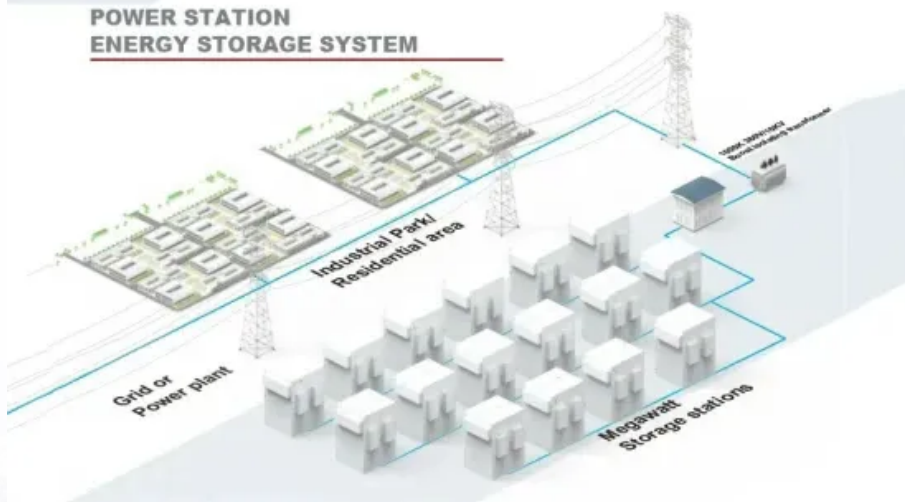 POWER STATION
ENERGY STORAGE SYSTEM
Industrial Park/
Residential area
Grid or
Power plant
Megawatt
Storage stations